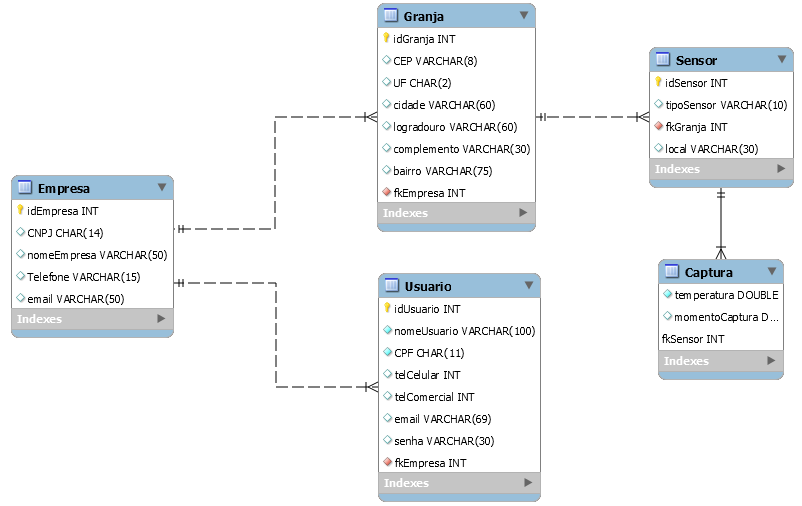 Granja
idGranja INT
CEP VARCHAR(8)
UF CHAR(2)
cidade VARCHAR(60)
logradouro VARCHAR(60)
complemento VARCHAR(30)
bairro VARCHAR(75)
fkEmpresa INT
Indexes
Sensor
idSensor INT
tipoSensor VARCHAR(10)
fkGranja INT
local VARCHAR(30)
Indexes
Empresa
idEmpresa INT
CNPJ CHAR(14)
nomeEmpresa VARCHAR(50)
Telefone VARCHAR(15)
email VARCHAR(50)
Indexes
Usuario
idUsuario INT
nomeUsuario VARCHAR(100)
CPF CHAR(11)
telCelular INT
telComercial INT
email VARCHAR(69)
senha VARCHAR(30)
fkEmpresa INT
Indexes
Captura
temperatura DOUBLE
momentoCaptura D...
fkSensor INT
Indexes